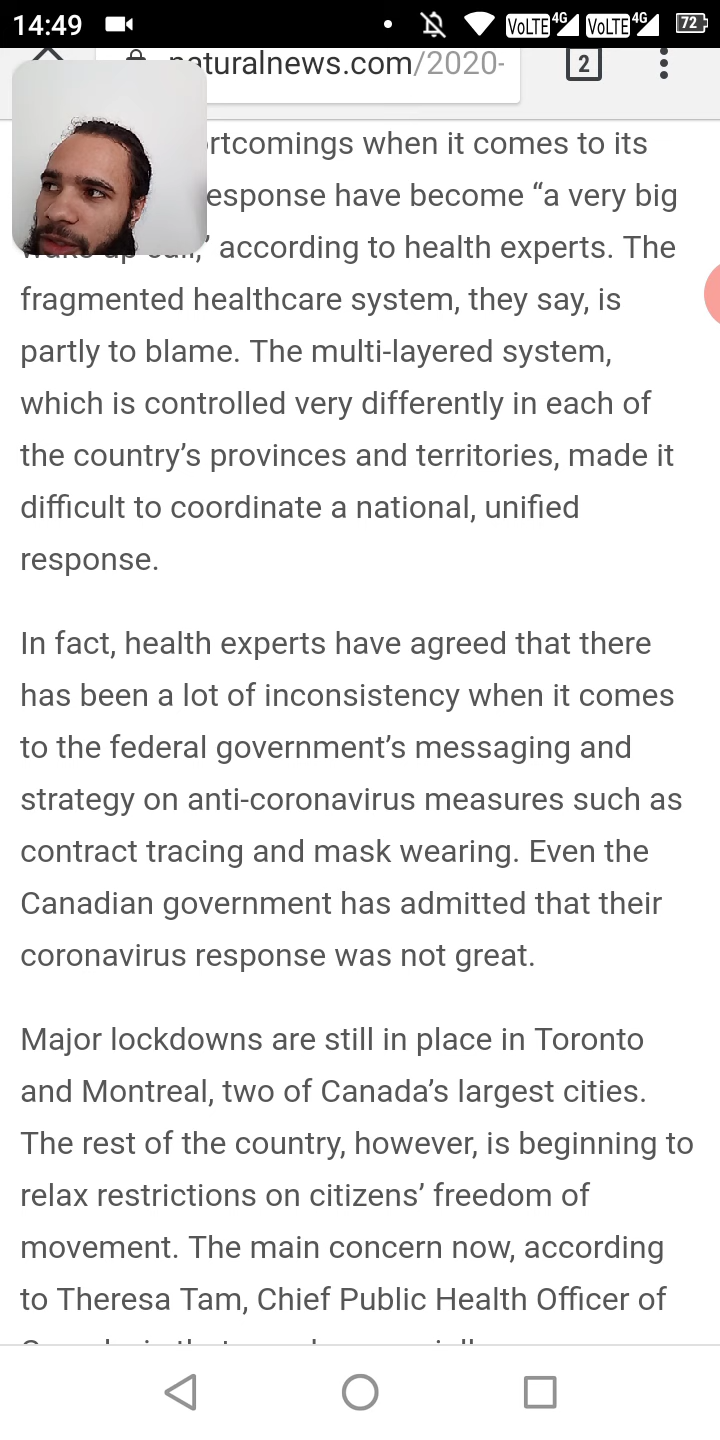 14:49 VoLTE 4G VoLTE 4G 72
naturalnews.com/2020- 2
rtcomings when it comes to its
esponse have become “a very big
wake up call,” according to health experts. The
fragmented healthcare system, they say, is
partly to blame. The multi-layered system,
which is controlled very differently in each of
the country’s provinces and territories, made it
difficult to coordinate a national, unified
response.
In fact, health experts have agreed that there
has been a lot of inconsistency when it comes
to the federal government’s messaging and
strategy on anti-coronavirus measures such as
contract tracing and mask wearing. Even the
Canadian government has admitted that their
coronavirus response was not great.
Major lockdowns are still in place in Toronto
and Montreal, two of Canada’s largest cities.
The rest of the country, however, is beginning to
relax restrictions on citizens’ freedom of
movement. The main concern now, according
to Theresa Tam, Chief Public Health Officer of